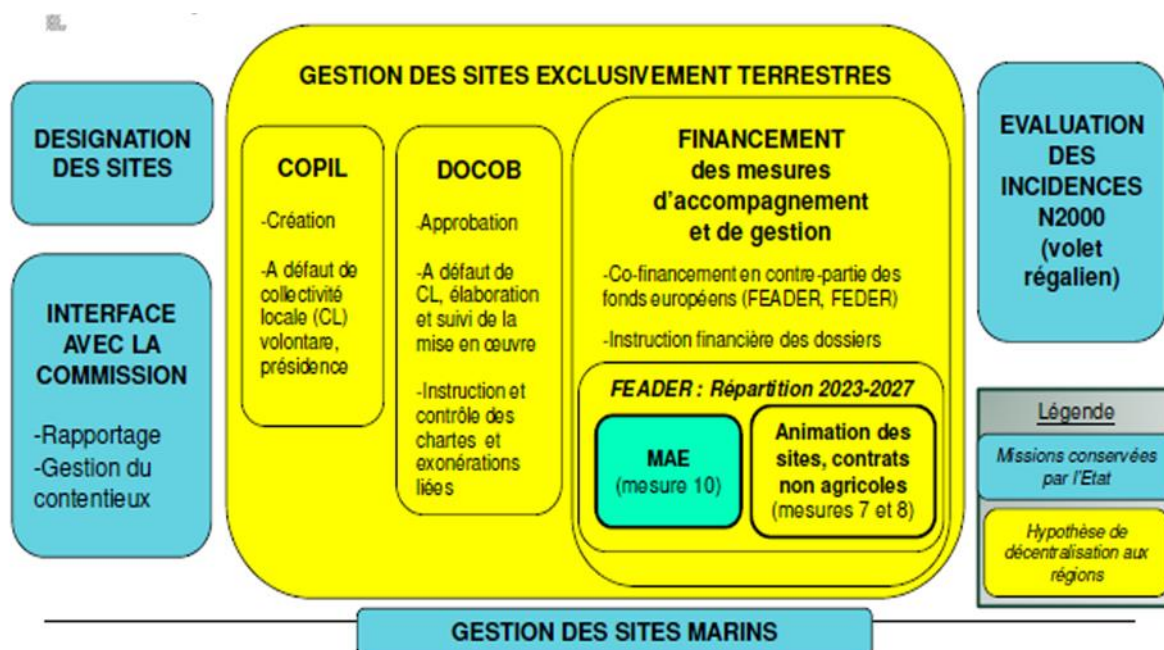 DESIGNATION
DES SITES
INTERFACE
AVEC LA
COMMISSION
-Rapportage
-Gestion du
contentieux
GESTION DES SITES EXCLUSIVEMENT TERRESTRES
COPIL
-Création
-A défaut de
collectivité
locale (CL)
volontare,
présidence
DOCOB
-Approbation
-A défaut de
CL, élaboration
et suivi de la
mise en œuvre
-Instruction et
contrôle des
chartes et
exonérations
liées
FINANCEMENT
des mesures
d'accompagnement
et de gestion
-Co-financement en contre-partie des
fonds européens (FEADER, FEDER)
-Instruction financière des dossiers
FEADER : Répartition 2023-2027
MAE
(mesure 10)
Animation des
sites, contrats
non agricoles
(mesures 7 et 8)
EVALUATION
DES
INCIDENCES
N2000
(volet
régalien)
Légende
Missions conservées
par l'Etat
Hypothèse de
décentralisation aux
régions
GESTION DES SITES MARINS